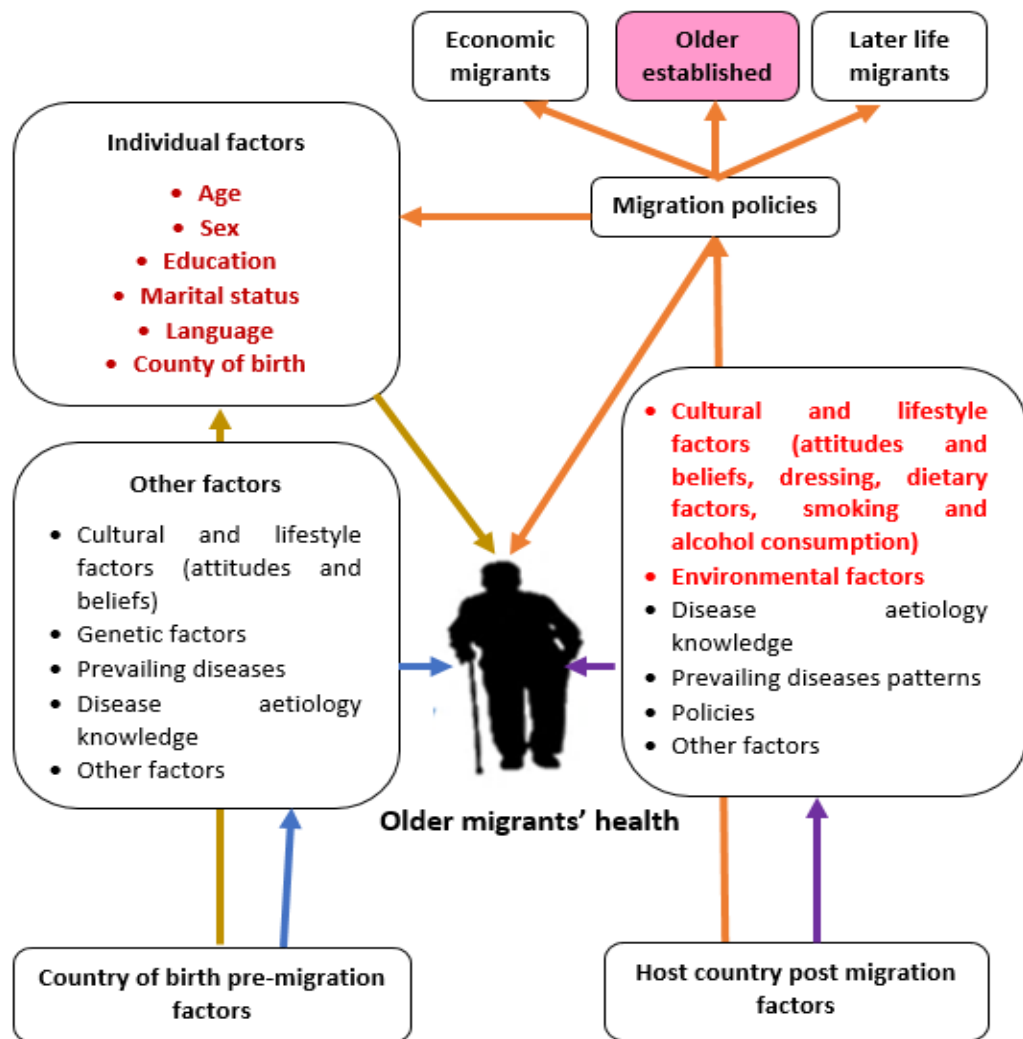 Economic
migrants
Older
established
Later life
migrants
Individual factors
• Age
• Sex
• Education
• Marital status
• Language
• County of birth
Migration policies
Other factors
• Cultural and lifestyle
factors (attitudes and
beliefs)
• Genetic factors
• Prevailing diseases
• Disease aetiology
knowledge
• Other factors
• Cultural and lifestyle
factors (attitudes and
beliefs, dressing, dietary
factors, smoking and
alcohol consumption)
• Environmental factors
• Disease aetiology
knowledge
• Prevailing diseases patterns
• Policies
• Other factors
Older migrants’ health
Country of birth pre-migration
factors
Host country post migration
factors